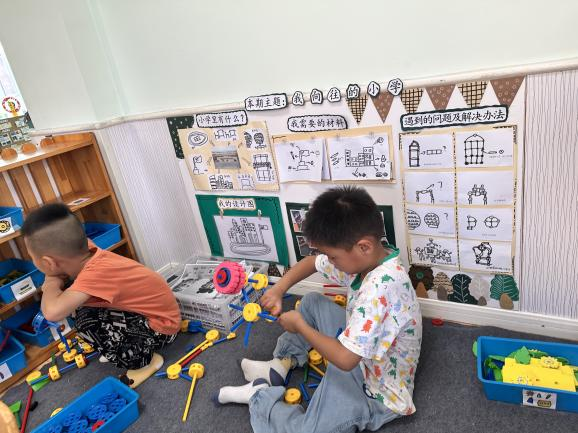 本期主题：我向往的小学
小学里有什么？
我需要的材料
遇到的问题及解决办法
我的设计图